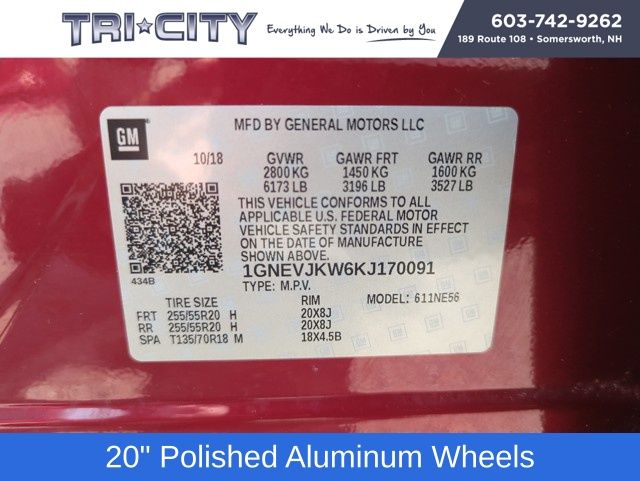 TRI★CITY
Everything We Do Is Driven By You!
603-742-9262
189 Route 108 • Somersworth, NH
GM
MFD BY GENERAL MOTORS LLC
10/18 GVWR GAWR FRT GAWR RR
2800 KG 1450 KG 1600 KG
6173 LB 3196 LB 3527 LB
THIS VEHICLE CONFORMS TO ALL
APPLICABLE U.S. FEDERAL MOTOR
VEHICLE SAFETY STANDARDS IN EFFECT
ON THE DATE OF MANUFACTURE
SHOWN ABOVE.
1GNEVJKW6KJ170091
434B
TYPE: M.P.V. MODEL: 611NE56
TIRE SIZE RIM
FRT 255/55R20 H 20X8J
RR 255/55R20 H 20X8J
SPA T135/70R18 M 18X4.5B
20" Polished Aluminum Wheels